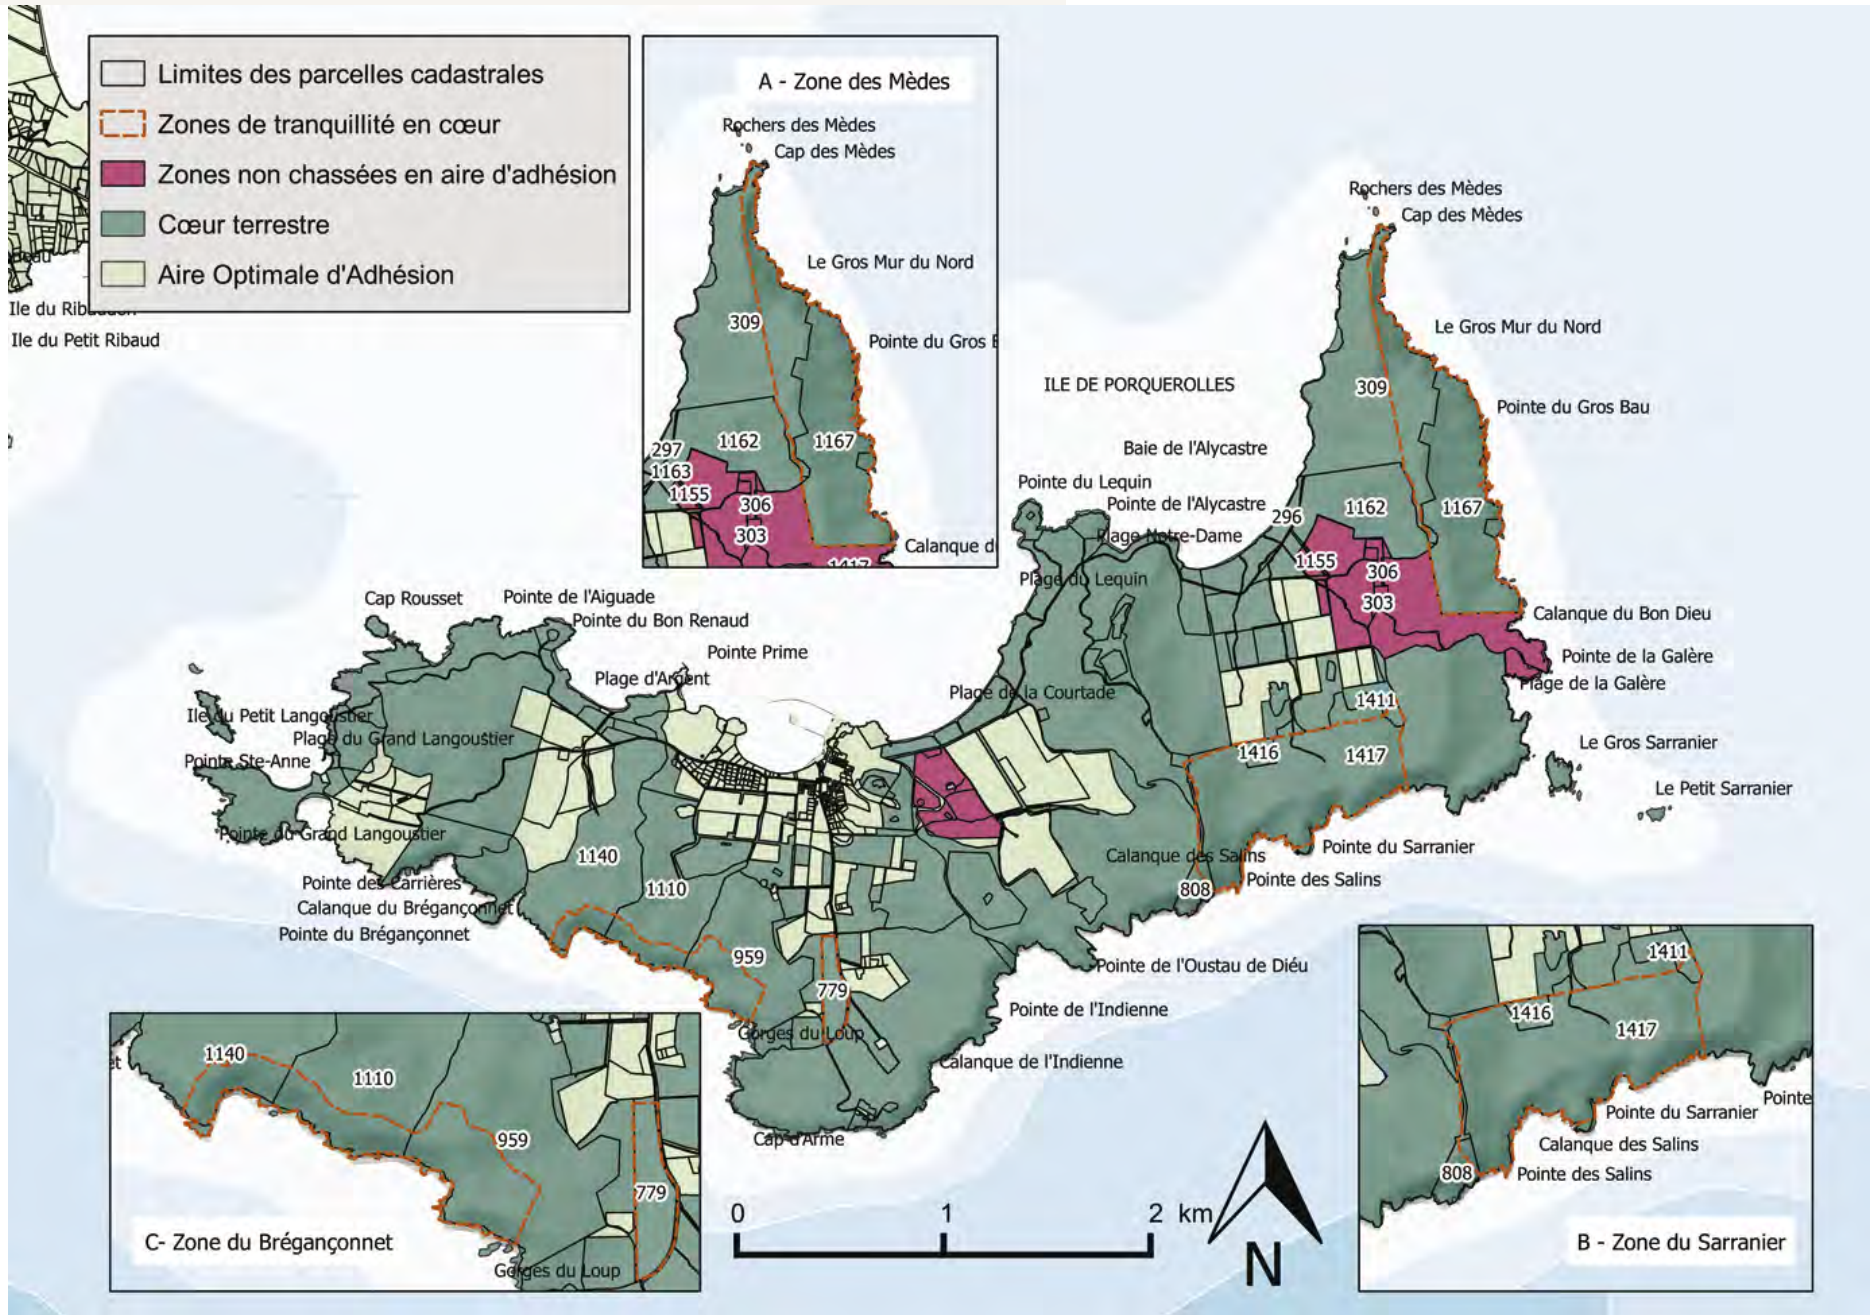 Limites des parcelles cadastrales
Zones de tranquillité en cœur
Zones non chassées en aire d'adhésion
Cœur terrestre
Aire Optimale d'Adhésion
Ile du
Ile du Petit Ribaud
A - Zone des Mèdes
Rochers des Mèdes
Cap des Mèdes
Le Gros Mur du Nord
309
Pointe du Gros
1162
1167
297
1163
1155
306
303
Calanque
1417
Rochers des Mèdes
Cap des Mèdes
Le Gros Mur du Nord
ILE DE PORQUEROLLES
309
Pointe du Gros Bau
Baie de l'Alycastre
Pointe du Lequin
Pointe de l'Alycastre
296
1162
1167
Plage Notre-Dame
1155
306
Plage du Lequin
303
Calanque du Bon Dieu
Pointe de la Galère
Plage de la Galère
Cap Rousset
Pointe de l'Aiguade
Pointe du Bon Renaud
Pointe Prime
Plage d'Argent
Plage de la Courtade
1411
Ile du Petit Langoustier
Plage du Grand Langoustier
1416
1417
Le Gros Sarranier
Pointe Ste-Anne
Le Petit Sarranier
Pointe du Grand Langoustier
1140
Calanque des Salins
Pointe du Sarranier
Pointe des Carrières
1110
808
Pointe des Salins
Calanque du Brégançonnet
Pointe du Brégançonnet
959
Pointe de l'Oustau de Diéu
779
Pointe de l'Indienne
Gorges du Loup
Calanque de l'Indienne
Cap d'Arme
1140
1110
959
779
C- Zone du Brégançonnet
Gorges du Loup
0 1 2 km
N
1411
1416
1417
Pointe
Pointe du Sarranier
Calanque des Salins
808
Pointe des Salins
B - Zone du Sarranier